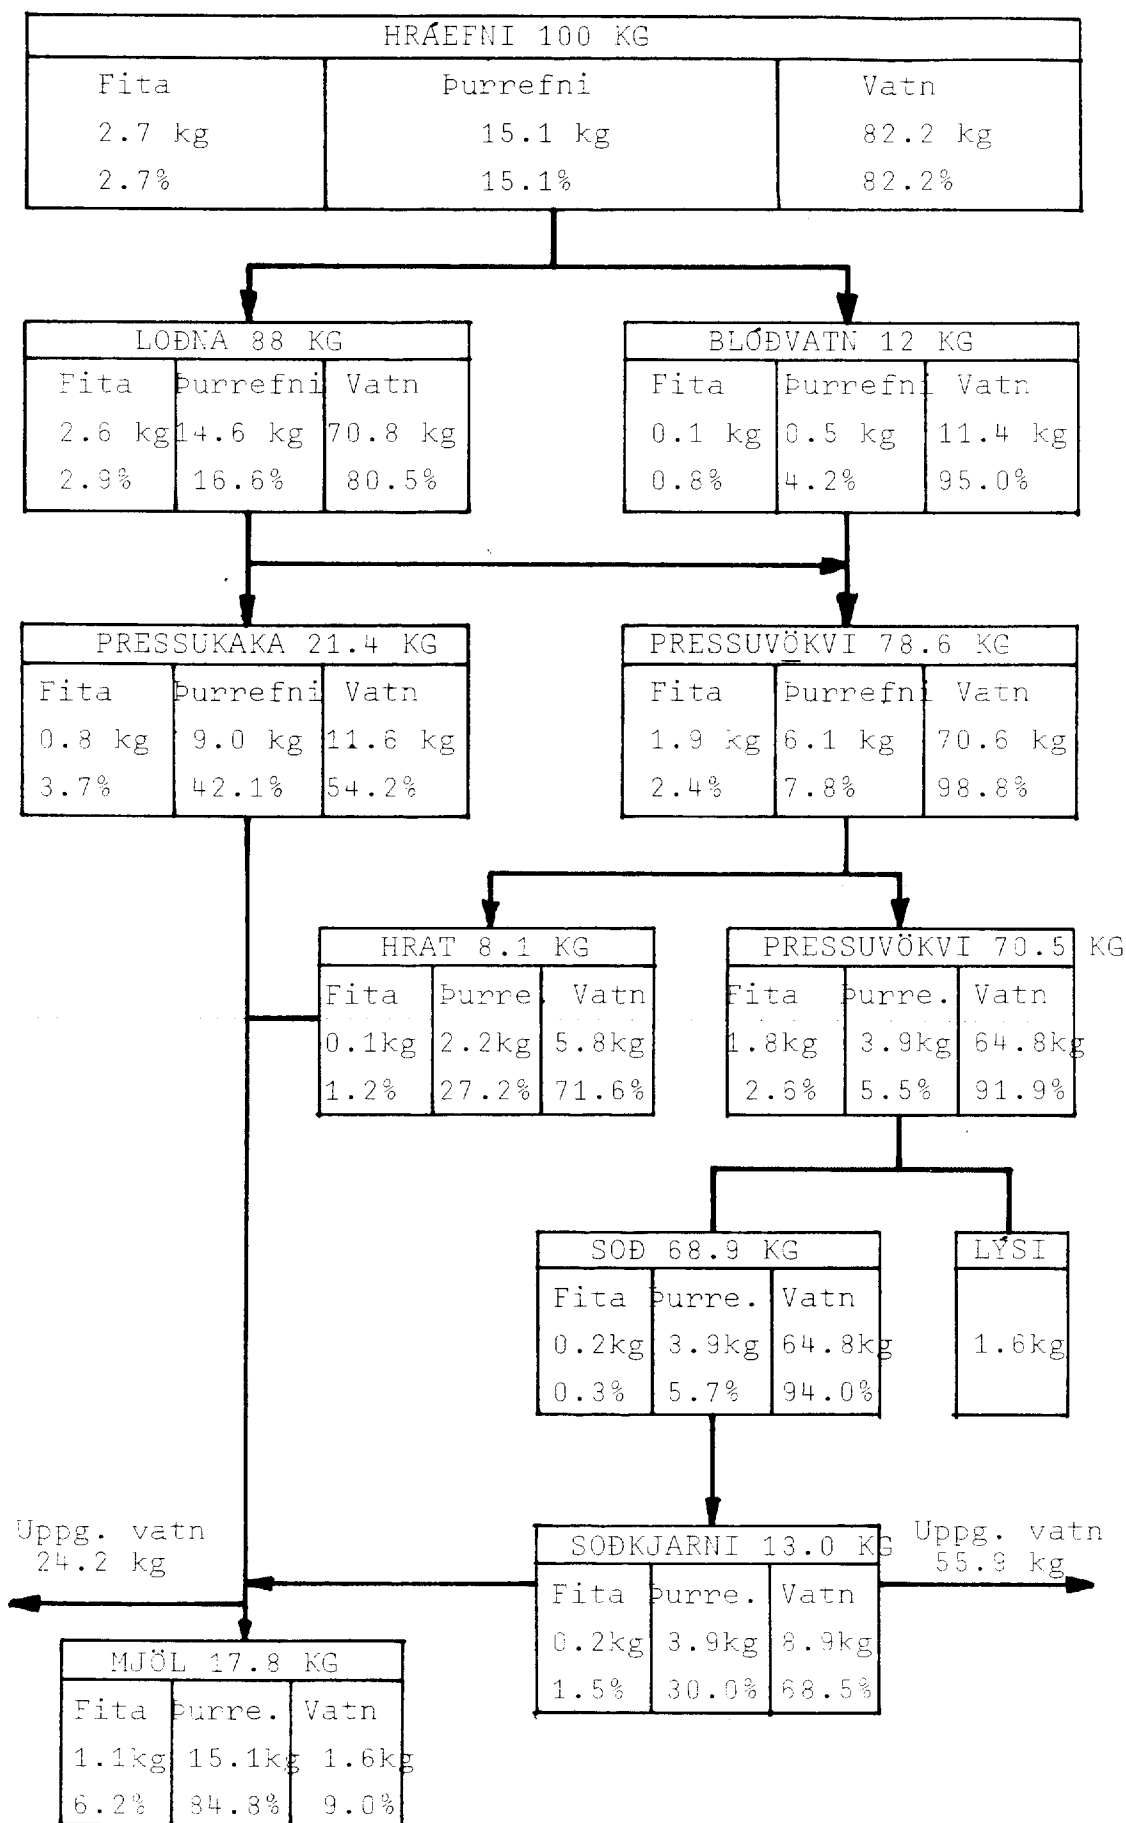 HRÁEFNI 100 KG
Fita Þurrefni Vatn
2.7 kg 15.1 kg 82.2 kg
2.7% 15.1% 82.2%
LOÐNA 88 KG
Fita Þurrefni Vatn
2.6 kg 14.6 kg 70.8 kg
2.9% 16.6% 80.5%
BLÓÐVATN 12 KG
Fita Þurrefni Vatn
0.1 kg 0.5 kg 11.4 kg
0.8% 4.2% 95.0%
PRESSUKAKA 21.4 KG
Fita Þurrefni Vatn
0.8 kg 9.0 kg 11.6 kg
3.7% 42.1% 54.2%
PRESSUVÖKVI 78.6 KG
Fita Þurrefni Vatn
1.9 kg 6.1 kg 70.6 kg
2.4% 7.8% 98.8%
HRAT 8.1 KG
Fita Þurre. Vatn
0.1kg 2.2kg 5.8kg
1.2% 27.2% 71.6%
PRESSUVÖKVI 70.5 KG
Fita Þurre. Vatn
1.8kg 3.9kg 64.8kg
2.6% 5.5% 91.9%
SOÐ 68.9 KG
Fita Þurre. Vatn
0.2kg 3.9kg 64.8kg
0.3% 5.7% 94.0%
LÝSI
1.6kg
Uppg. vatn
24.2 kg
SOÐKJARNI 13.0 KG
Fita Þurre. Vatn
0.2kg 3.9kg 8.9kg
1.5% 30.0% 68.5%
Uppg. vatn
55.9 kg
MJÖL 17.8 KG
Fita Þurre. Vatn
1.1kg 15.1kg 1.6kg
6.2% 84.8% 9.0%